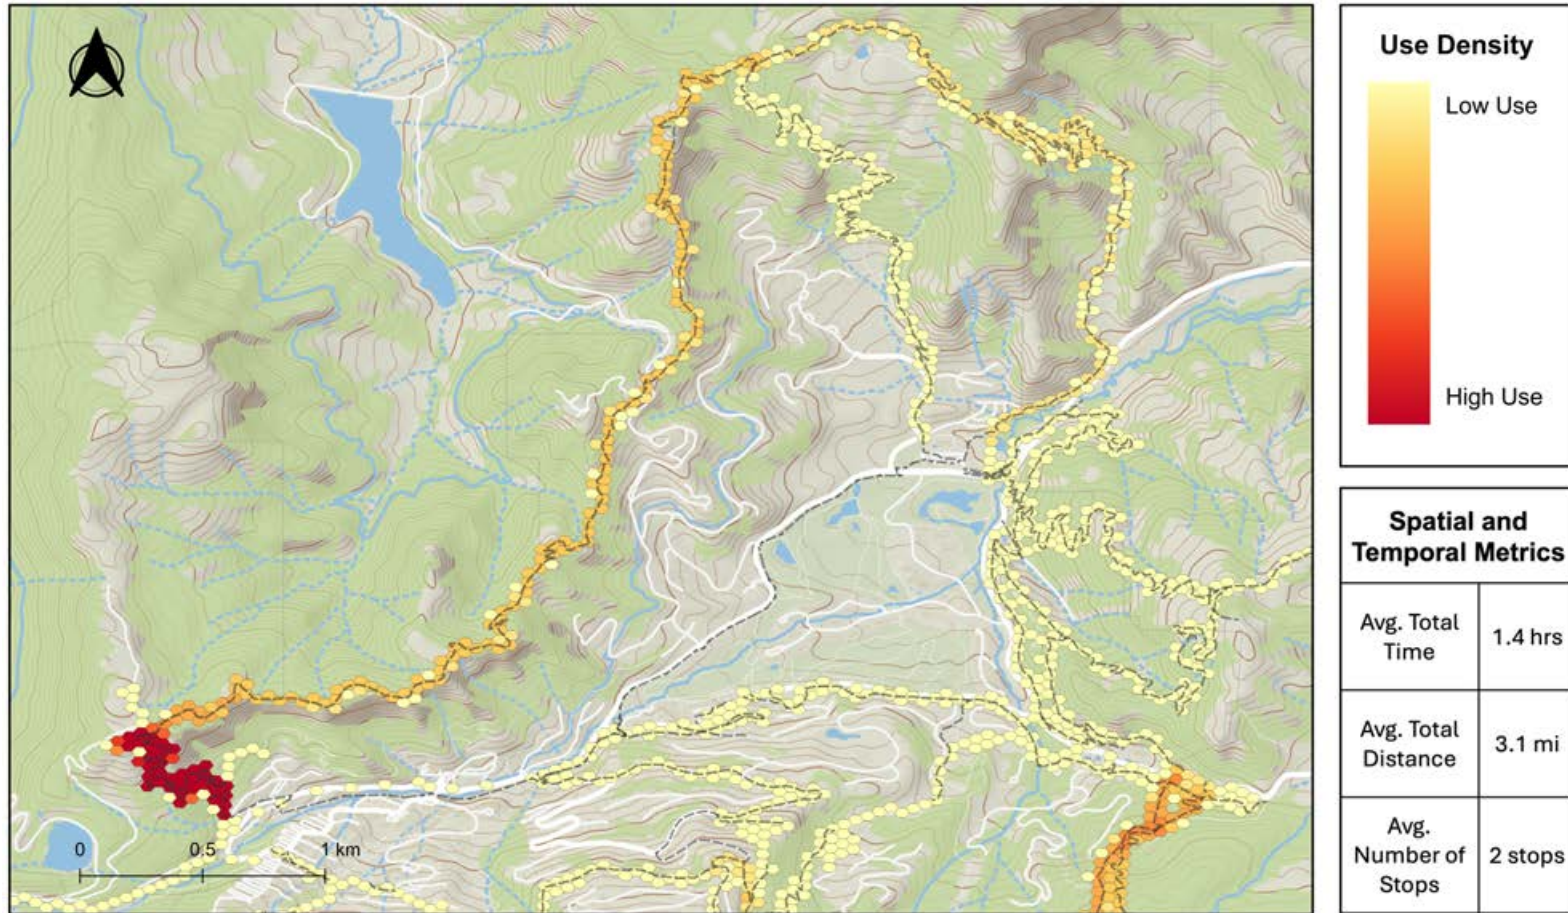 Use Density
Low Use
High Use
Spatial and
Temporal Metrics
Avg. Total
Time
1.4 hrs
Avg. Total
Distance
3.1 mi
Avg.
Number of
Stops
2 stops
0 0.5 1 km